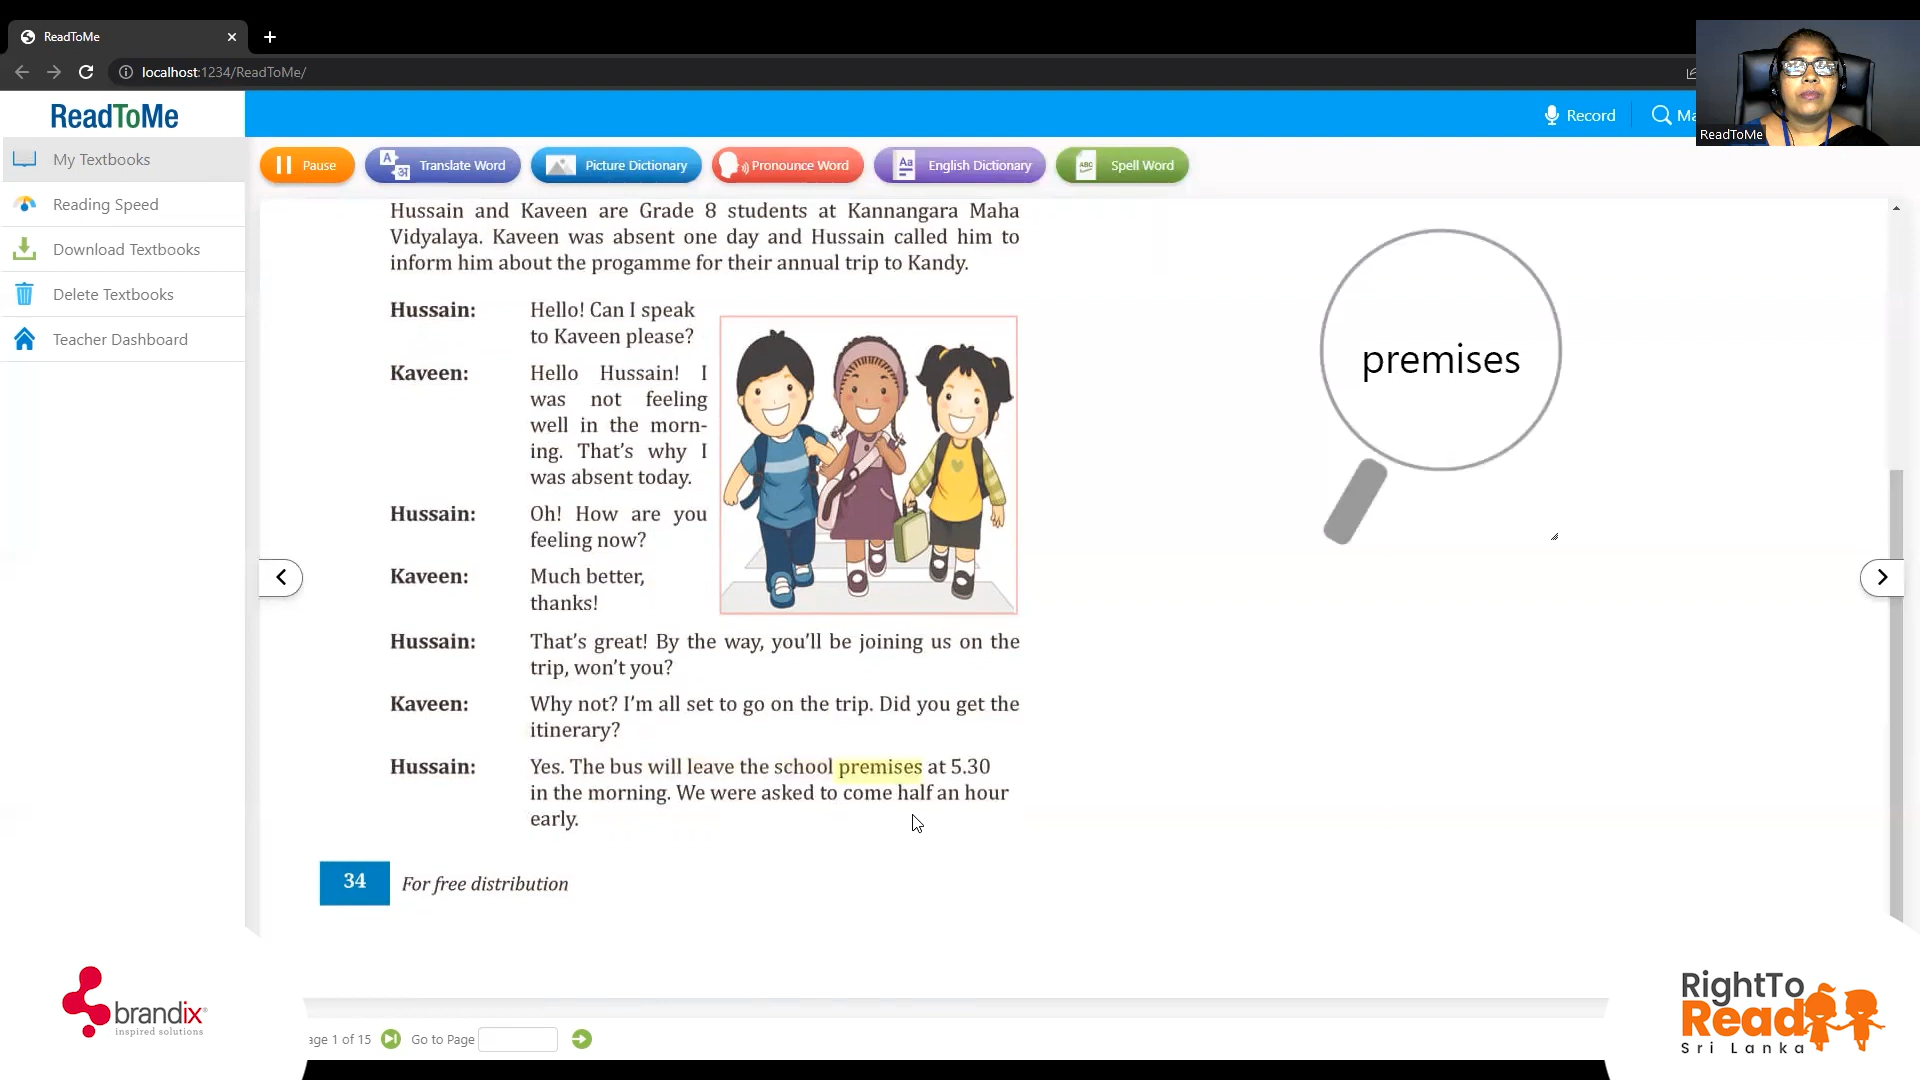 ReadToMe
localhost:1234/ReadToMe/
ReadToMe
Record
Ma
ReadToMe
My Textbooks
Reading Speed
Download Textbooks
Delete Textbooks
Teacher Dashboard
Pause
Translate Word
Picture Dictionary
Pronounce Word
English Dictionary
Spell Word
Hussain and Kaveen are Grade 8 students at Kannangara Maha
Vidyalaya. Kaveen was absent one day and Hussain called him to
inform him about the progamme for their annual trip to Kandy.
Hussain: Hello! Can I speak
to Kaveen please?
Kaveen: Hello Hussain! I
was not feeling
well in the morn-
ing. That's why I
was absent today.
Hussain: Oh! How are you
feeling now?
Kaveen: Much better,
thanks!
Hussain: That's great! By the way, you'll be joining us on the
trip, won't you?
Kaveen: Why not? I'm all set to go on the trip. Did you get the
itinerary?
Hussain: Yes. The bus will leave the school premises at 5.30
in the morning. We were asked to come half an hour
early.
34 For free distribution
premises
brandix
inspired solutions
age 1 of 15 Go to Page
RightTo
Read
Sri Lanka